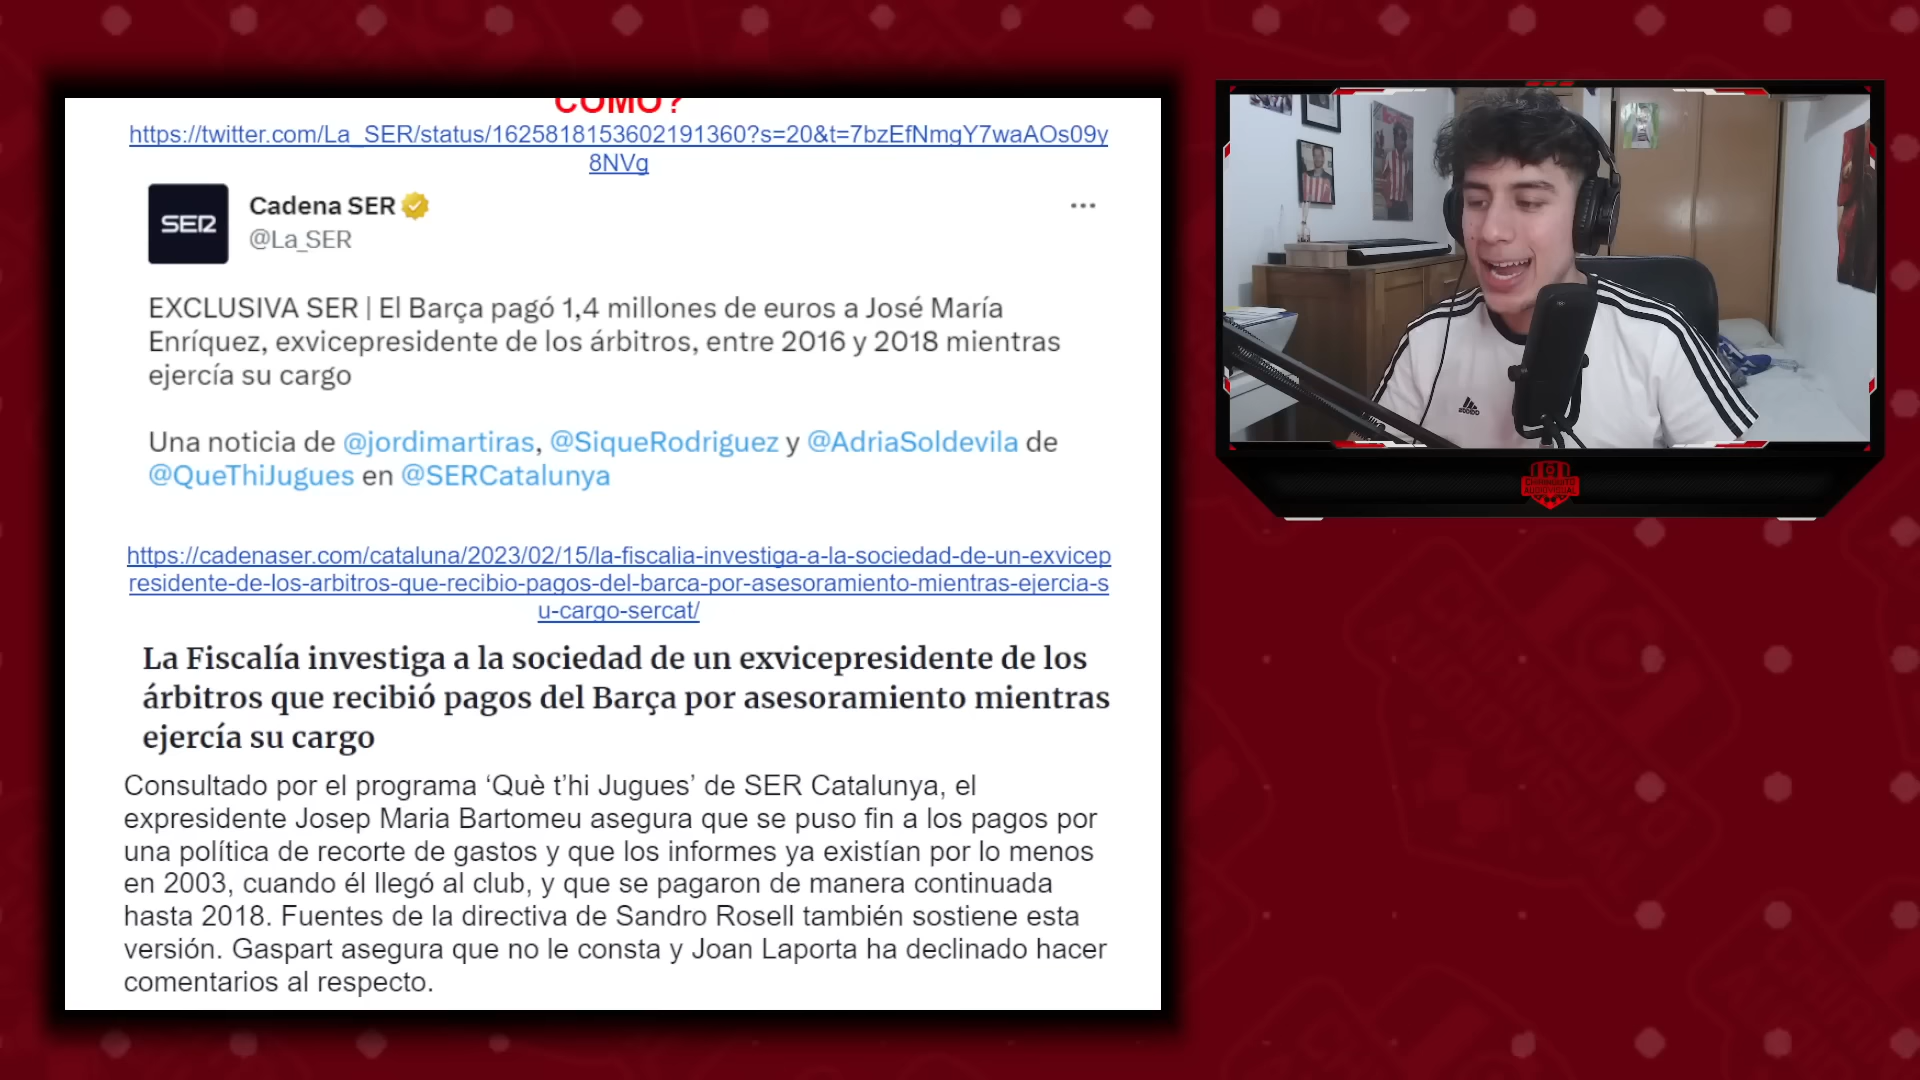 COMO?
https://twitter.com/La_SER/status/1625818153602191360?s=20&t=7bzEfNmgY7waAOs09y
8NVg
SER
Cadena SER
@La_SER
EXCLUSIVA SER | El Barça pagó 1,4 millones de euros a José María
Enríquez, exvicepresidente de los árbitros, entre 2016 y 2018 mientras
ejercía su cargo
Una noticia de @jordimartiras, @SiqueRodriguez y @AdriaSoldevila de
@QueThiJugues en @SERCatalunya
https://cadenaser.com/cataluna/2023/02/15/la-fiscalia-investiga-a-la-sociedad-de-un-exvicep
residente-de-los-arbitros-que-recibio-pagos-del-barca-por-asesoramiento-mientras-ejercia-s
u-cargo-sercat/
La Fiscalía investiga a la sociedad de un exvicepresidente de los
árbitros que recibió pagos del Barça por asesoramiento mientras
ejercía su cargo
Consultado por el programa ‘Què t’hi Jugues’ de SER Catalunya, el
expresidente Josep Maria Bartomeu asegura que se puso fin a los pagos por
una política de recorte de gastos y que los informes ya existían por lo menos
en 2003, cuando él llegó al club, y que se pagaron de manera continuada
hasta 2018. Fuentes de la directiva de Sandro Rosell también sostiene esta
versión. Gaspart asegura que no le consta y Joan Laporta ha declinado hacer
comentarios al respecto.
adidas
CHIRINGUITO
AUDIOVISUAL